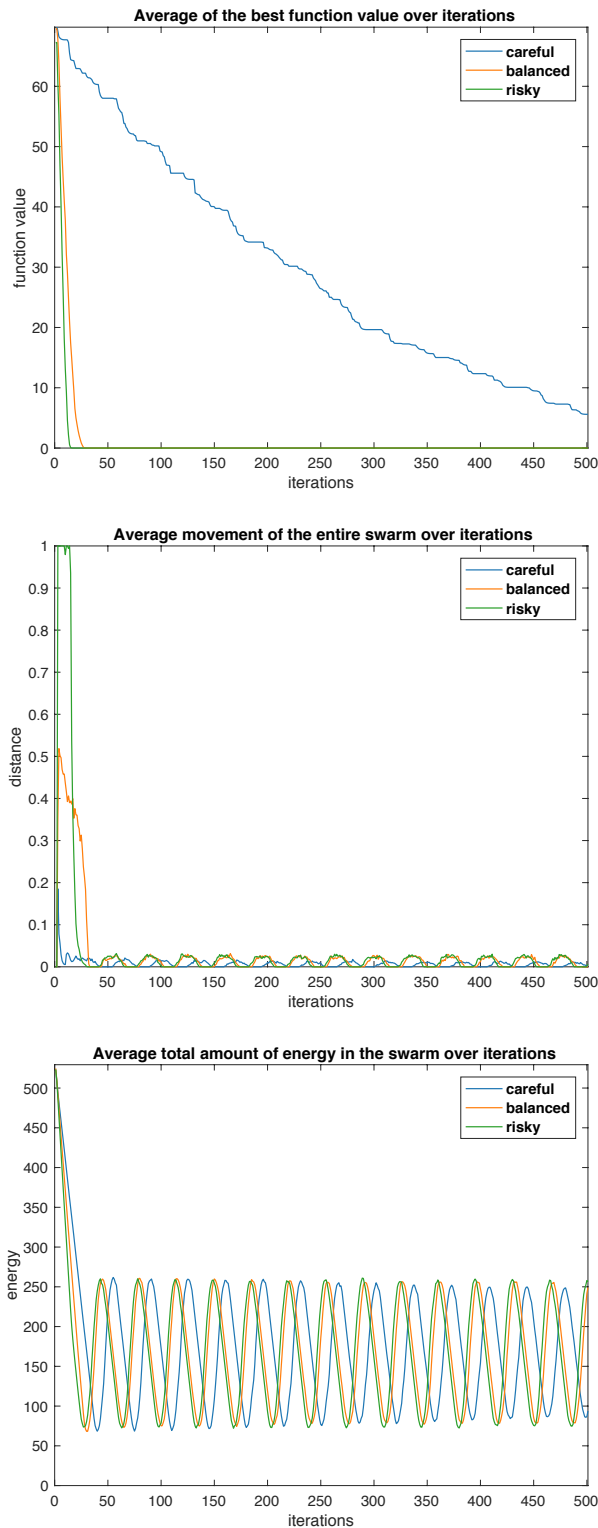 Average of the best function value over iterations
function value
60
50
40
30
20
10
0
careful
balanced
risky
0 50 100 150 200 250 300 350 400 450 500
iterations
Average movement of the entire swarm over iterations
distance
1
0.9
0.8
0.7
0.6
0.5
0.4
0.3
0.2
0.1
0
careful
balanced
risky
0 50 100 150 200 250 300 350 400 450 500
iterations
Average total amount of energy in the swarm over iterations
energy
500
450
400
350
300
250
200
150
100
50
0
careful
balanced
risky
0 50 100 150 200 250 300 350 400 450 500
iterations